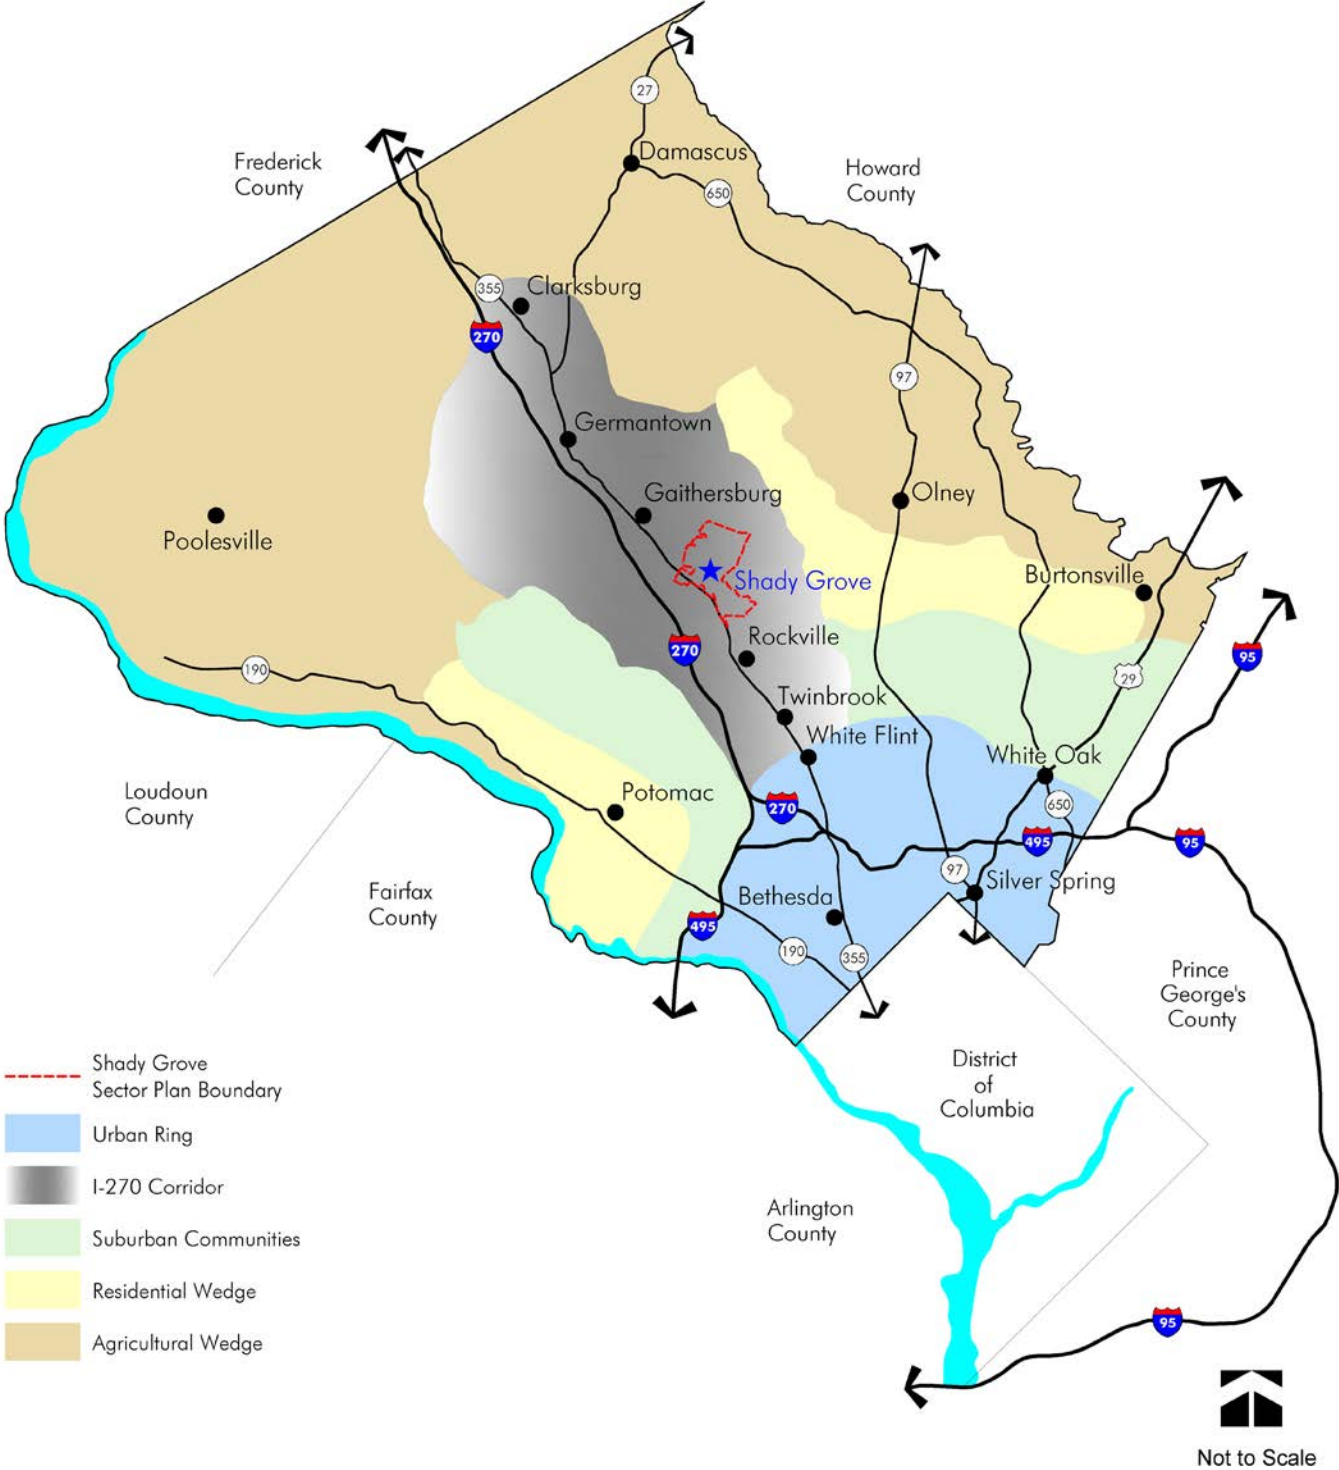 27
Damascus
Frederick
County
Howard
County
650
355
Clarksburg
270
97
Germantown
Gaithersburg
Olney
Poolesville
Shady Grove
Burtonsville
Rockville
270
95
190
29
Twinbrook
White Flint
White Oak
Loudoun
County
Potomac
270
650
495
95
97
Silver Spring
Fairfax
County
Bethesda
495
190
355
Prince
George's
County
Shady Grove
Sector Plan Boundary
District
of
Columbia
Urban Ring
I-270 Corridor
Arlington
County
Suburban Communities
Residential Wedge
95
Agricultural Wedge
Not to Scale